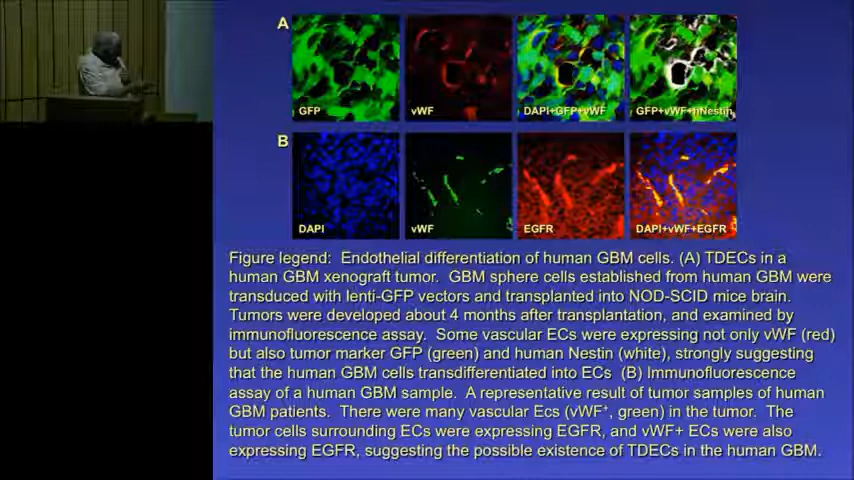 A
GFP
vWF
DAPI+GFP+vWF
GFP+vWF+hNestin
B
DAPI
vWF
EGFR
DAPI+vWF+EGFR
Figure legend: Endothelial differentiation of human GBM cells. (A) TDECs in a
human GBM xenograft tumor. GBM sphere cells established from human GBM were
transduced with lenti-GFP vectors and transplanted into NOD-SCID mice brain.
Tumors were developed about 4 months after transplantation, and examined by
immunofluorescence assay. Some vascular ECs were expressing not only vWF (red)
but also tumor marker GFP (green) and human Nestin (white), strongly suggesting
that the human GBM cells transdifferentiated into ECs (B) Immunofluorescence
assay of a human GBM sample. A representative result of tumor samples of human
GBM patients. There were many vascular Ecs (vWF⁺, green) in the tumor. The
tumor cells surrounding ECs were expressing EGFR, and vWF+ ECs were also
expressing EGFR, suggesting the possible existence of TDECs in the human GBM.